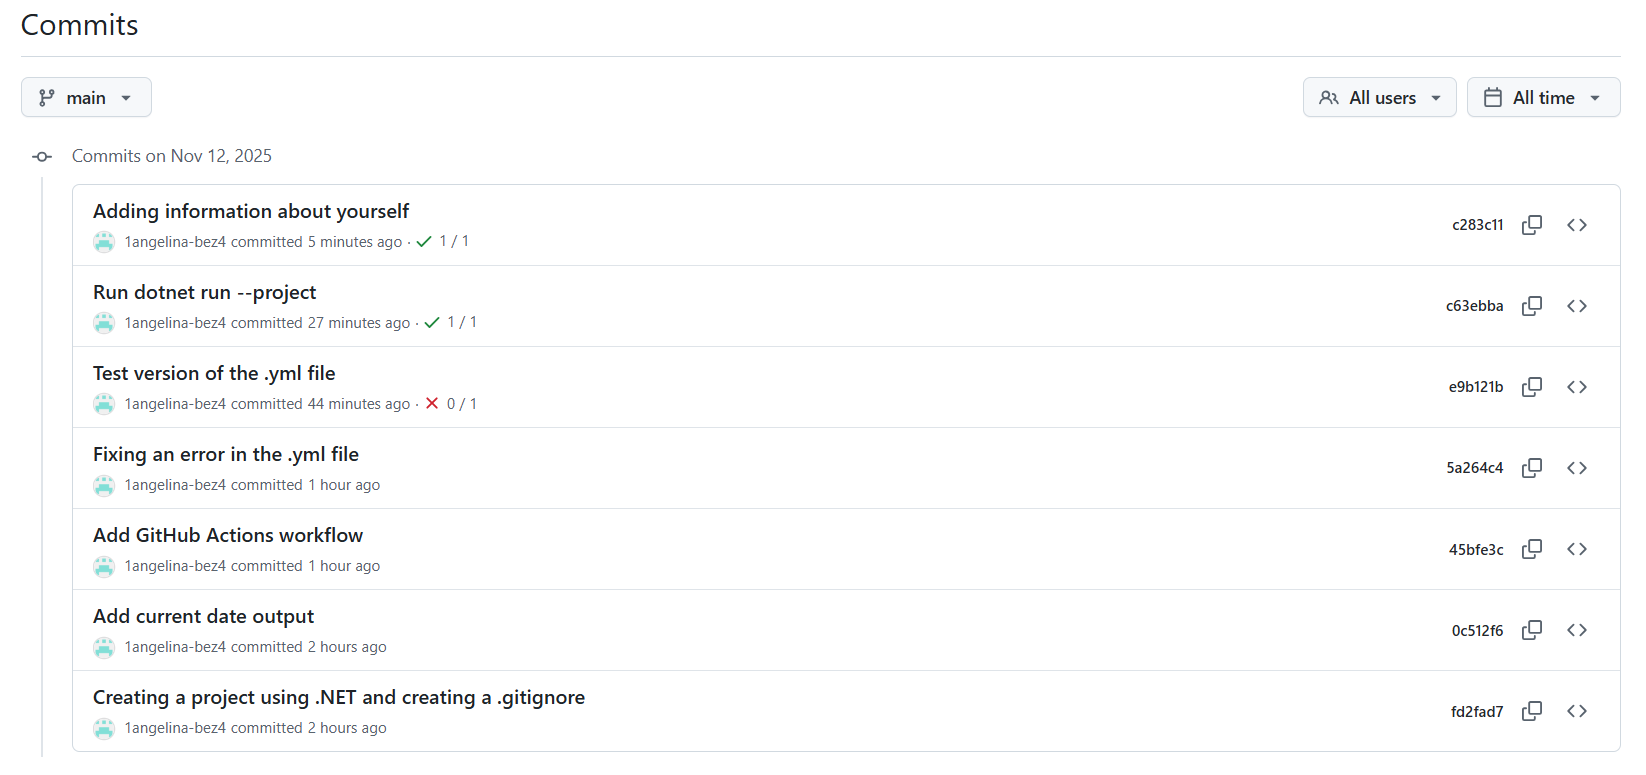 Commits
main
All users
All time
Commits on Nov 12, 2025
Adding information about yourself
1angelina-bez4 committed 5 minutes ago · 1 / 1
c283c11
Run dotnet run --project
1angelina-bez4 committed 27 minutes ago · 1 / 1
c63ebba
Test version of the .yml file
1angelina-bez4 committed 44 minutes ago · 0 / 1
e9b121b
Fixing an error in the .yml file
1angelina-bez4 committed 1 hour ago
5a264c4
Add GitHub Actions workflow
1angelina-bez4 committed 1 hour ago
45bfe3c
Add current date output
1angelina-bez4 committed 2 hours ago
0c512f6
Creating a project using .NET and creating a .gitignore
1angelina-bez4 committed 2 hours ago
fd2fad7